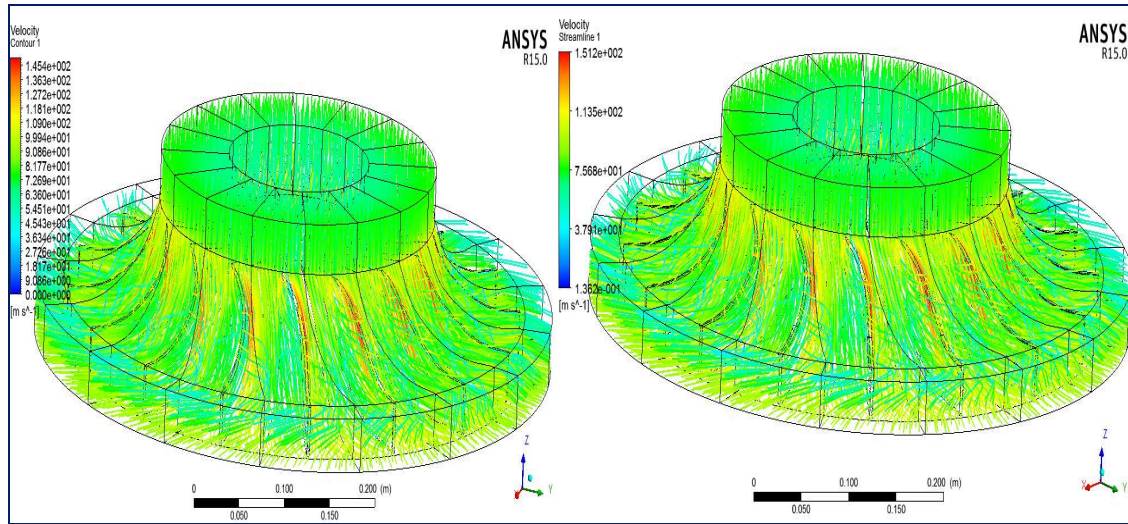 Velocity
Contour 1
1.454e+002
1.363e+002
1.272e+002
1.181e+002
9.994e+001
9.086e+001
8.177e+001
7.269e+001
6.360e+001
5.451e+001
4.543e+001
3.634e+001
2.726e+001
1.817e+001
9.086e+000
0.000e+000
[m s^-1]
ANSYS
R15.0
Z
Y
0 0.100 0.200 (m)
0.050 0.150
Velocity
Streamline 1
1.512e+002
1.135e+002
7.568e+001
3.791e+001
1.362e-001
[m s^-1]
ANSYS
R15.0
Z
X Y
0 0.100 0.200 (m)
0.050 0.150